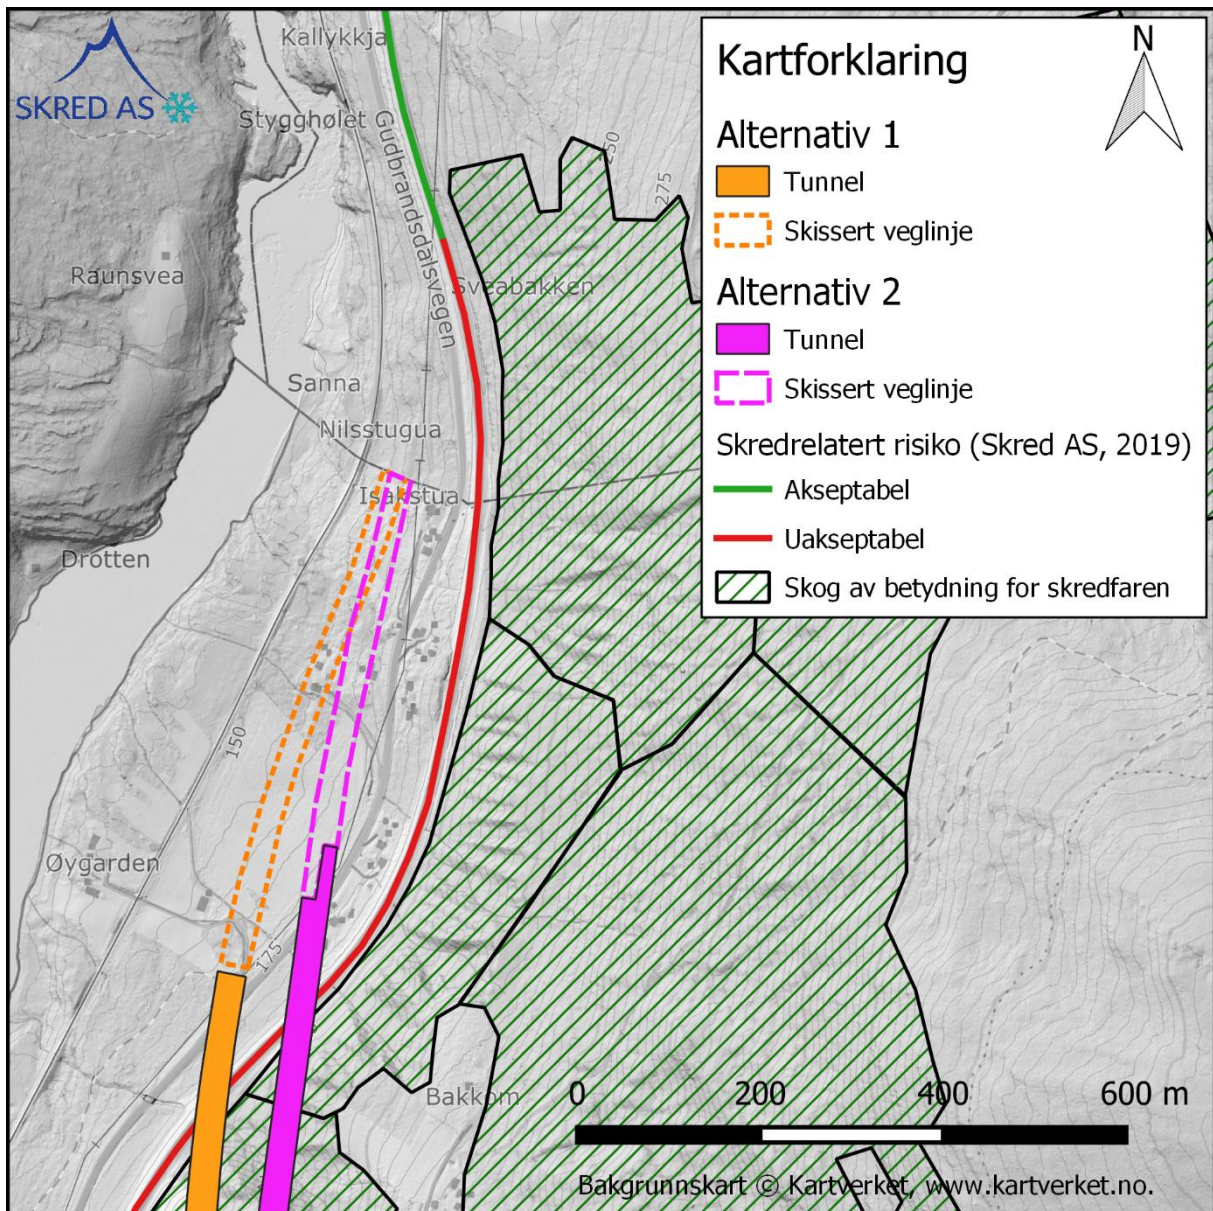 SKRED AS
Kallykkja
Stygghølet
Gudbrandsdalsvegen
250
275
Raunsvea
Sveabakken
Sanna
Nilsstugua
Isakstua
Drotten
150
Øygarden
175
Bakkom
Kartforklaring
N
Alternativ 1
Tunnel
Skissert veglinje
Alternativ 2
Tunnel
Skissert veglinje
Skredrelatert risiko (Skred AS, 2019)
Akseptabel
Uakseptabel
Skog av betydning for skredfaren
0 200 400 600 m
Bakgrunnskart © Kartverket, www.kartverket.no.